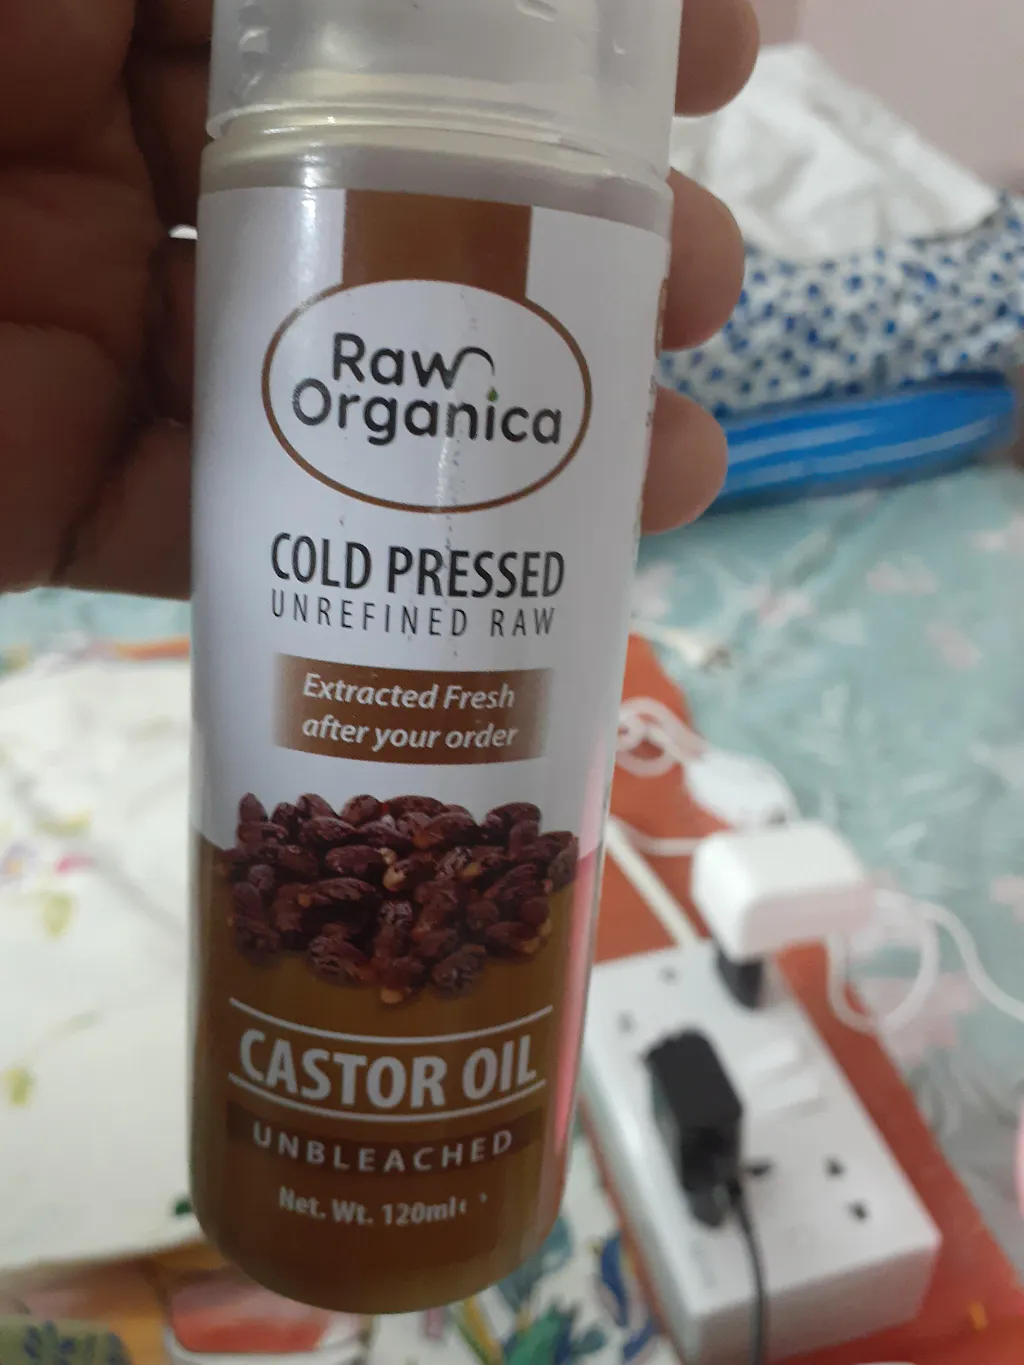 Raw
Organica
COLD PRESSED
UNREFINED RAW
Extracted Fresh
after your order
CASTOR OIL
UNBLEACHED
Net. Wt. 120ml